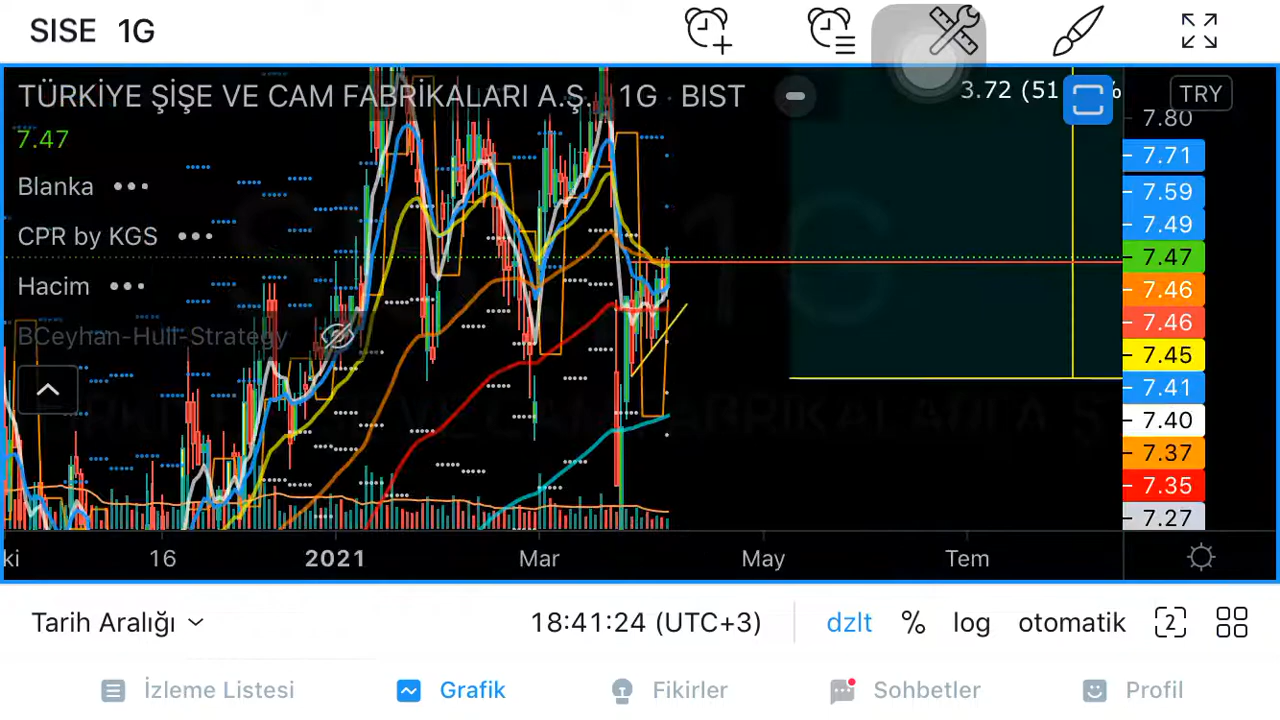 SISE 1G
TÜRKİYE ŞİŞE VE CAM FABRİKALARI A.Ş. · 1G · BIST
3.72 (51 %
TRY
7.47
Blanka
CPR by KGS
Hacim
BCeyhan-Hull-Strategy
7.80
7.71
7.59
7.49
7.47
7.46
7.46
7.45
7.41
7.40
7.37
7.35
7.27
ki 16 2021 Mar May Tem
Tarih Aralığı 18:41:24 (UTC+3) dzlt % log otomatik 2
İzleme Listesi Grafik Fikirler Sohbetler Profil